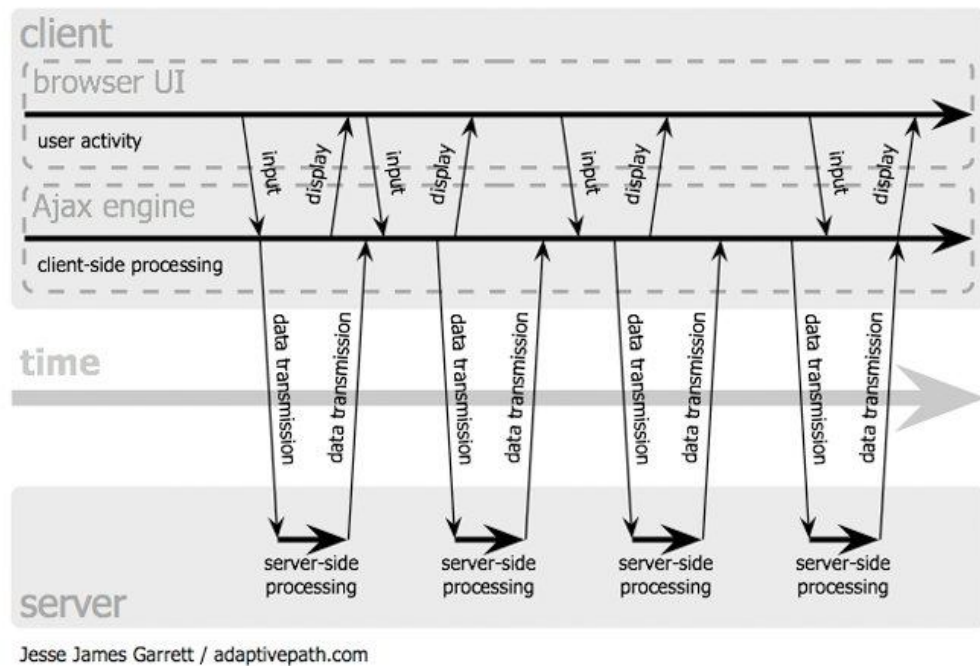 client
browser UI
user activity
input
display
input
display
input
display
input
display
Ajax engine
client-side processing
data transmission
data transmission
data transmission
data transmission
data transmission
data transmission
data transmission
data transmission
time
server-side
processing
server-side
processing
server-side
processing
server-side
processing
server
Jesse James Garrett / adaptivepath.com